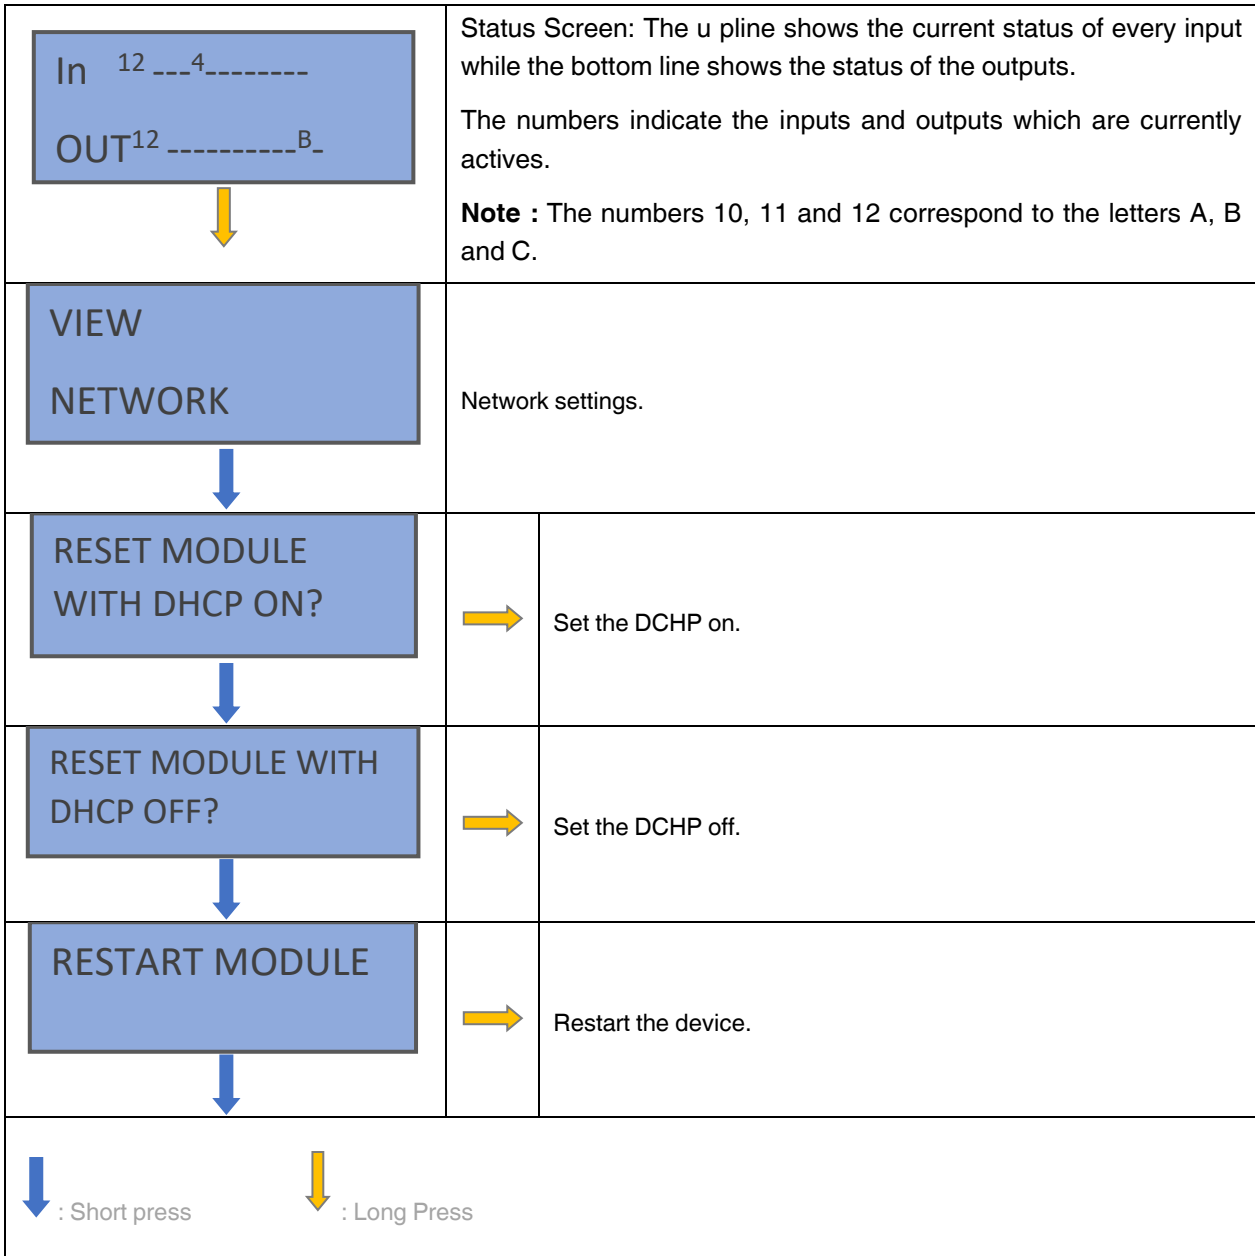 In 12 ---4--------
OUT12 ----------B-
Status Screen: The u pline shows the current status of every input
while the bottom line shows the status of the outputs.
The numbers indicate the inputs and outputs which are currently
actives.
Note : The numbers 10, 11 and 12 correspond to the letters A, B
and C.
VIEW
NETWORK
Network settings.
RESET MODULE
WITH DHCP ON?
Set the DCHP on.
RESET MODULE WITH
DHCP OFF?
Set the DCHP off.
RESTART MODULE
Restart the device.
: Short press
: Long Press